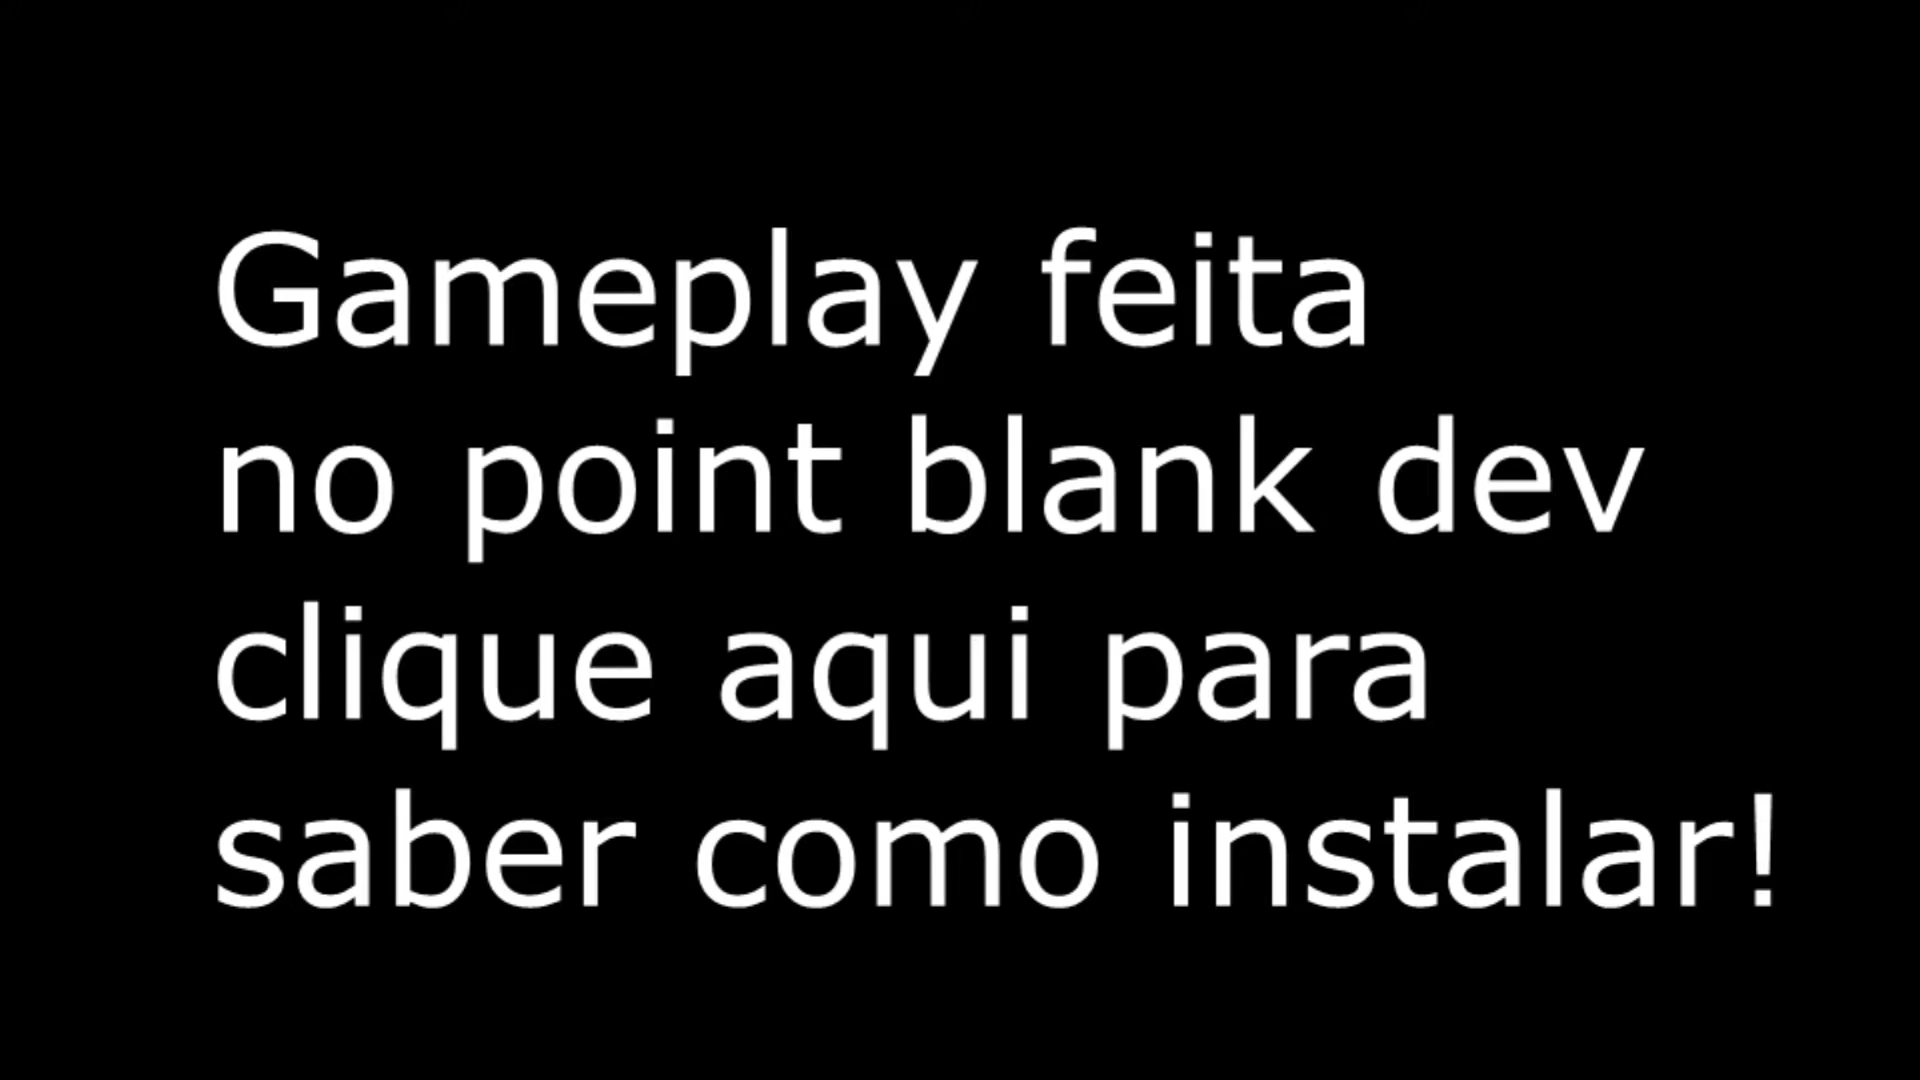 Gameplay feita
no point blank dev
clique aqui para
saber como instalar!